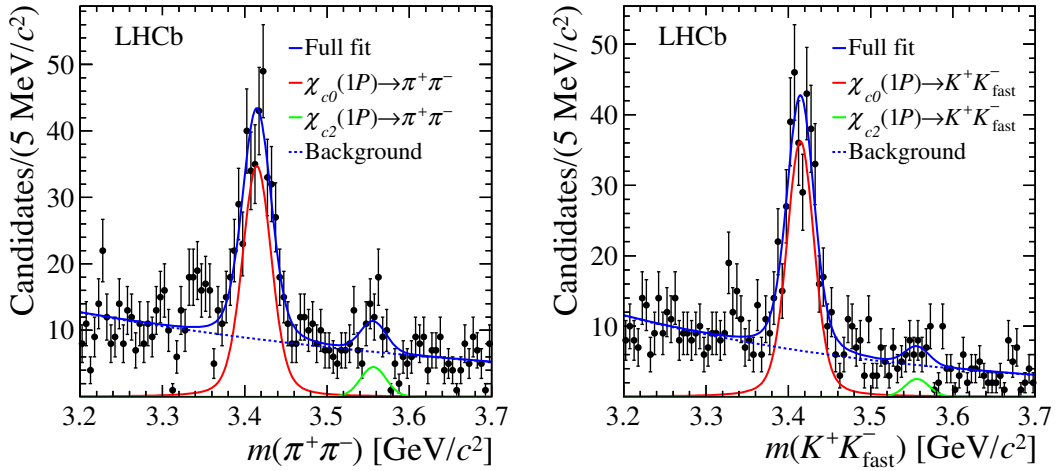 LHCb
Full fit
χc0(1P)→π+π−
χc2(1P)→π+π−
Background
Candidates/(5 MeV/c2)
50
40
30
20
10
3.2 3.3 3.4 3.5 3.6 3.7
m(π+π−) [GeV/c2]
LHCb
Full fit
χc0(1P)→K+K−fast
χc2(1P)→K+K−fast
Background
Candidates/(5 MeV/c2)
50
40
30
20
10
3.2 3.3 3.4 3.5 3.6 3.7
m(K+K−fast) [GeV/c2]